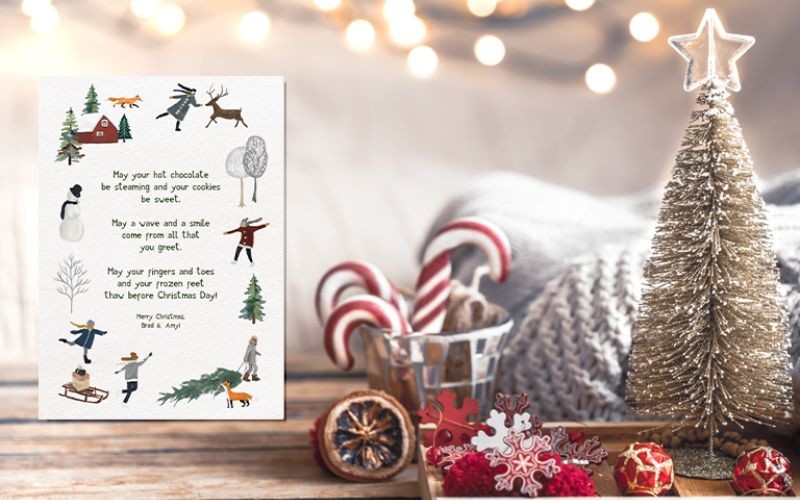 May your hot chocolate
be steaming and your cookies
be sweet.
May a wave and a smile
come from all that
you greet.
May your fingers and toes
and your frozen feet
thaw before Christmas Day!
Merry Christmas,
Brad & Amy!